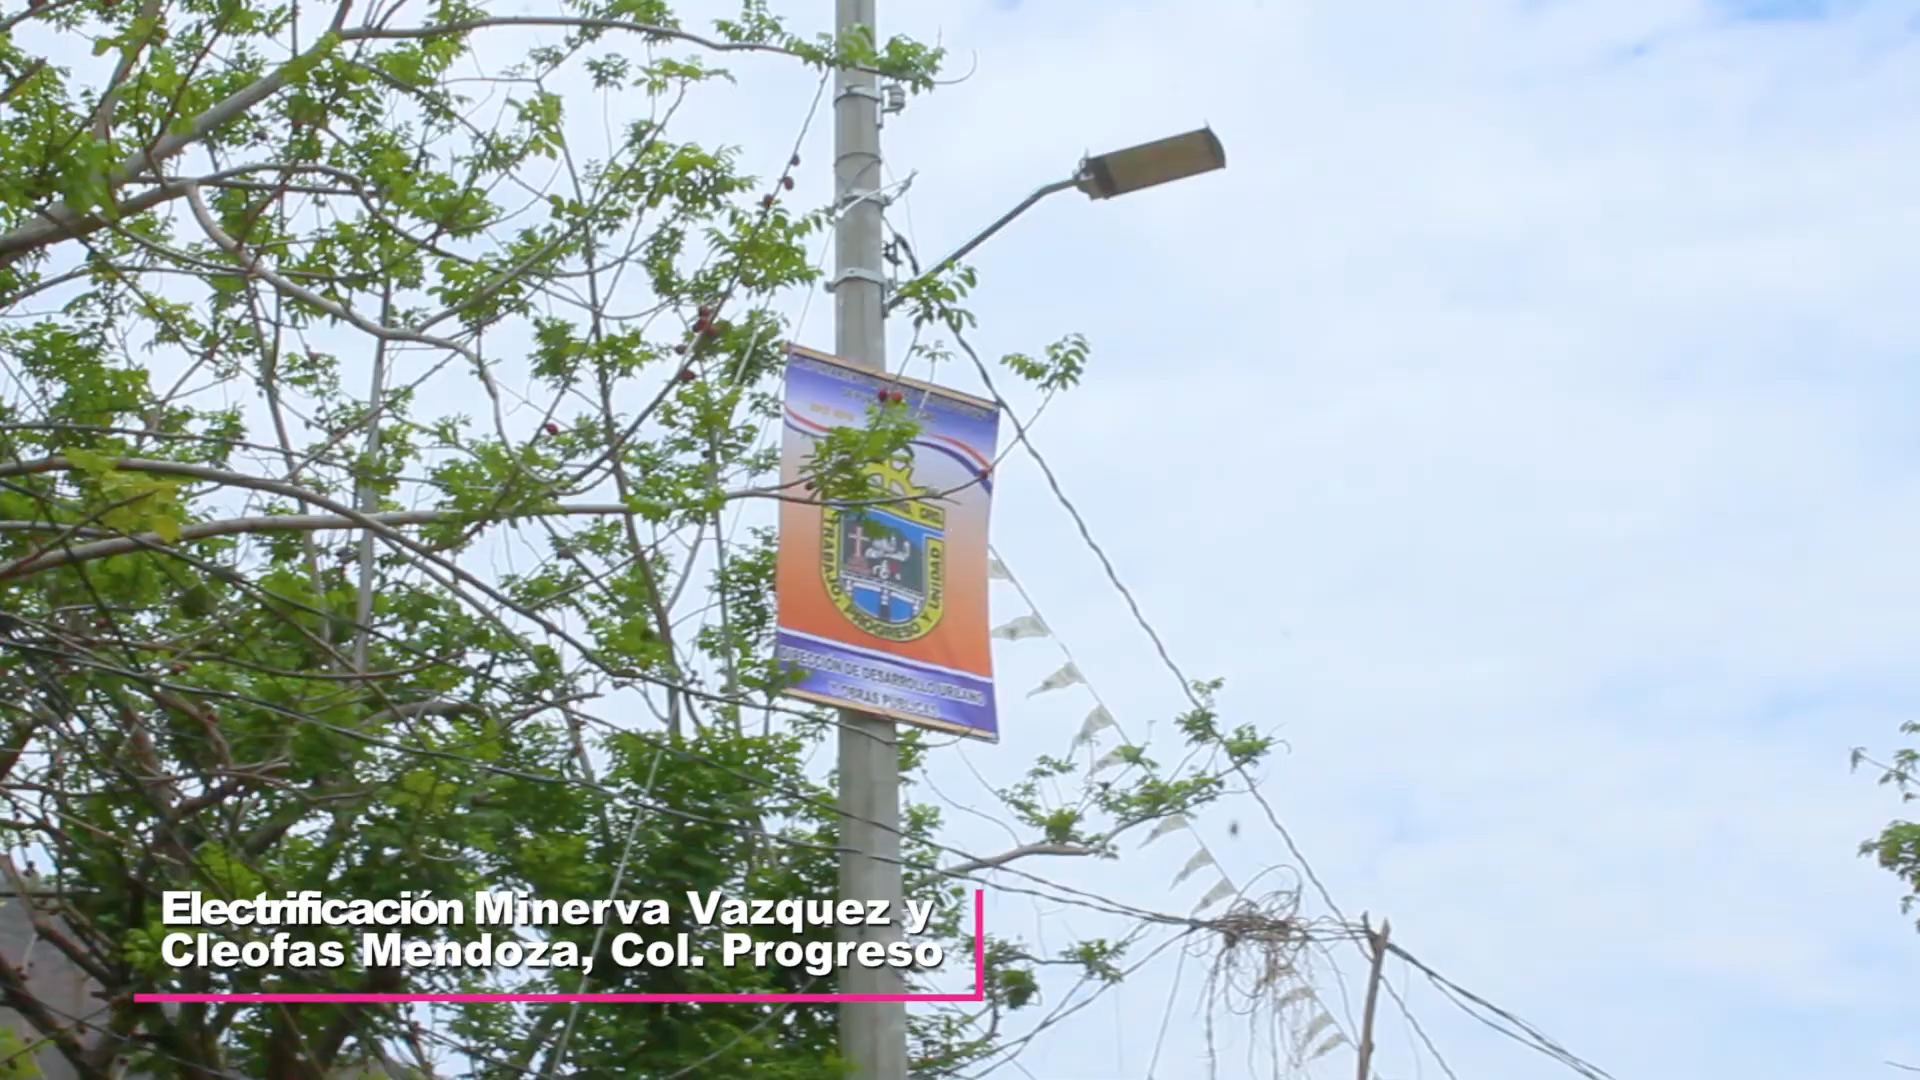 TRABAJO, PROGRESO Y UNIDAD
DIRECCIÓN DE DESARROLLO URBANO
Y OBRAS PUBLICAS
Electrificación Minerva Vazquez y
Cleofas Mendoza, Col. Progreso